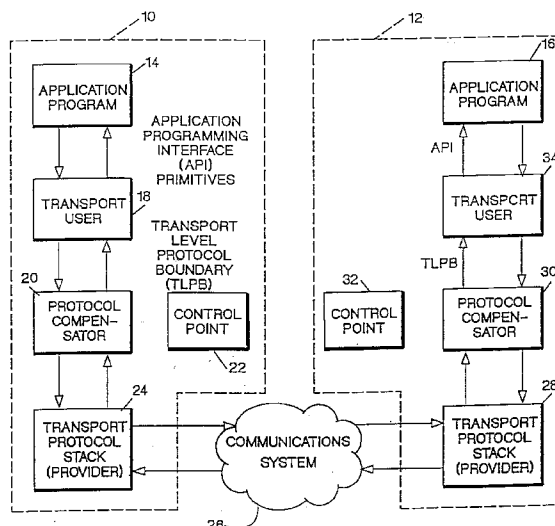 10
14
APPLICATION
PROGRAM
APPLICATION
PROGRAMMING
INTERFACE
(API)
PRIMITIVES
18
TRANSPORT
USER
TRANSPORT
LEVEL
PROTOCOL
BOUNDARY
(TLPB)
20
PROTOCOL
COMPEN-
SATOR
CONTROL
POINT
22
24
TRANSPORT
PROTOCOL
STACK
(PROVIDER)
COMMUNICATIONS
SYSTEM
26
12
16
APPLICATION
PROGRAM
API
34
TRANSPORT
USER
TLPB
32
CONTROL
POINT
30
PROTOCOL
COMPEN-
SATOR
28
TRANSPORT
PROTOCOL
STACK
(PROVIDER)